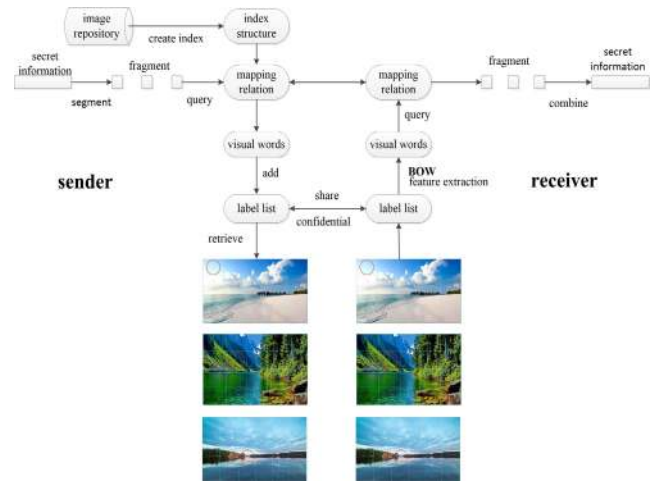 image
repository
create index
index
structure
secret
information
segment
fragment
query
mapping
relation
mapping
relation
fragment
combine
secret
information
visual words
query
visual words
add
BOW
feature extraction
sender
receiver
label list
share
confidential
label list
retrieve